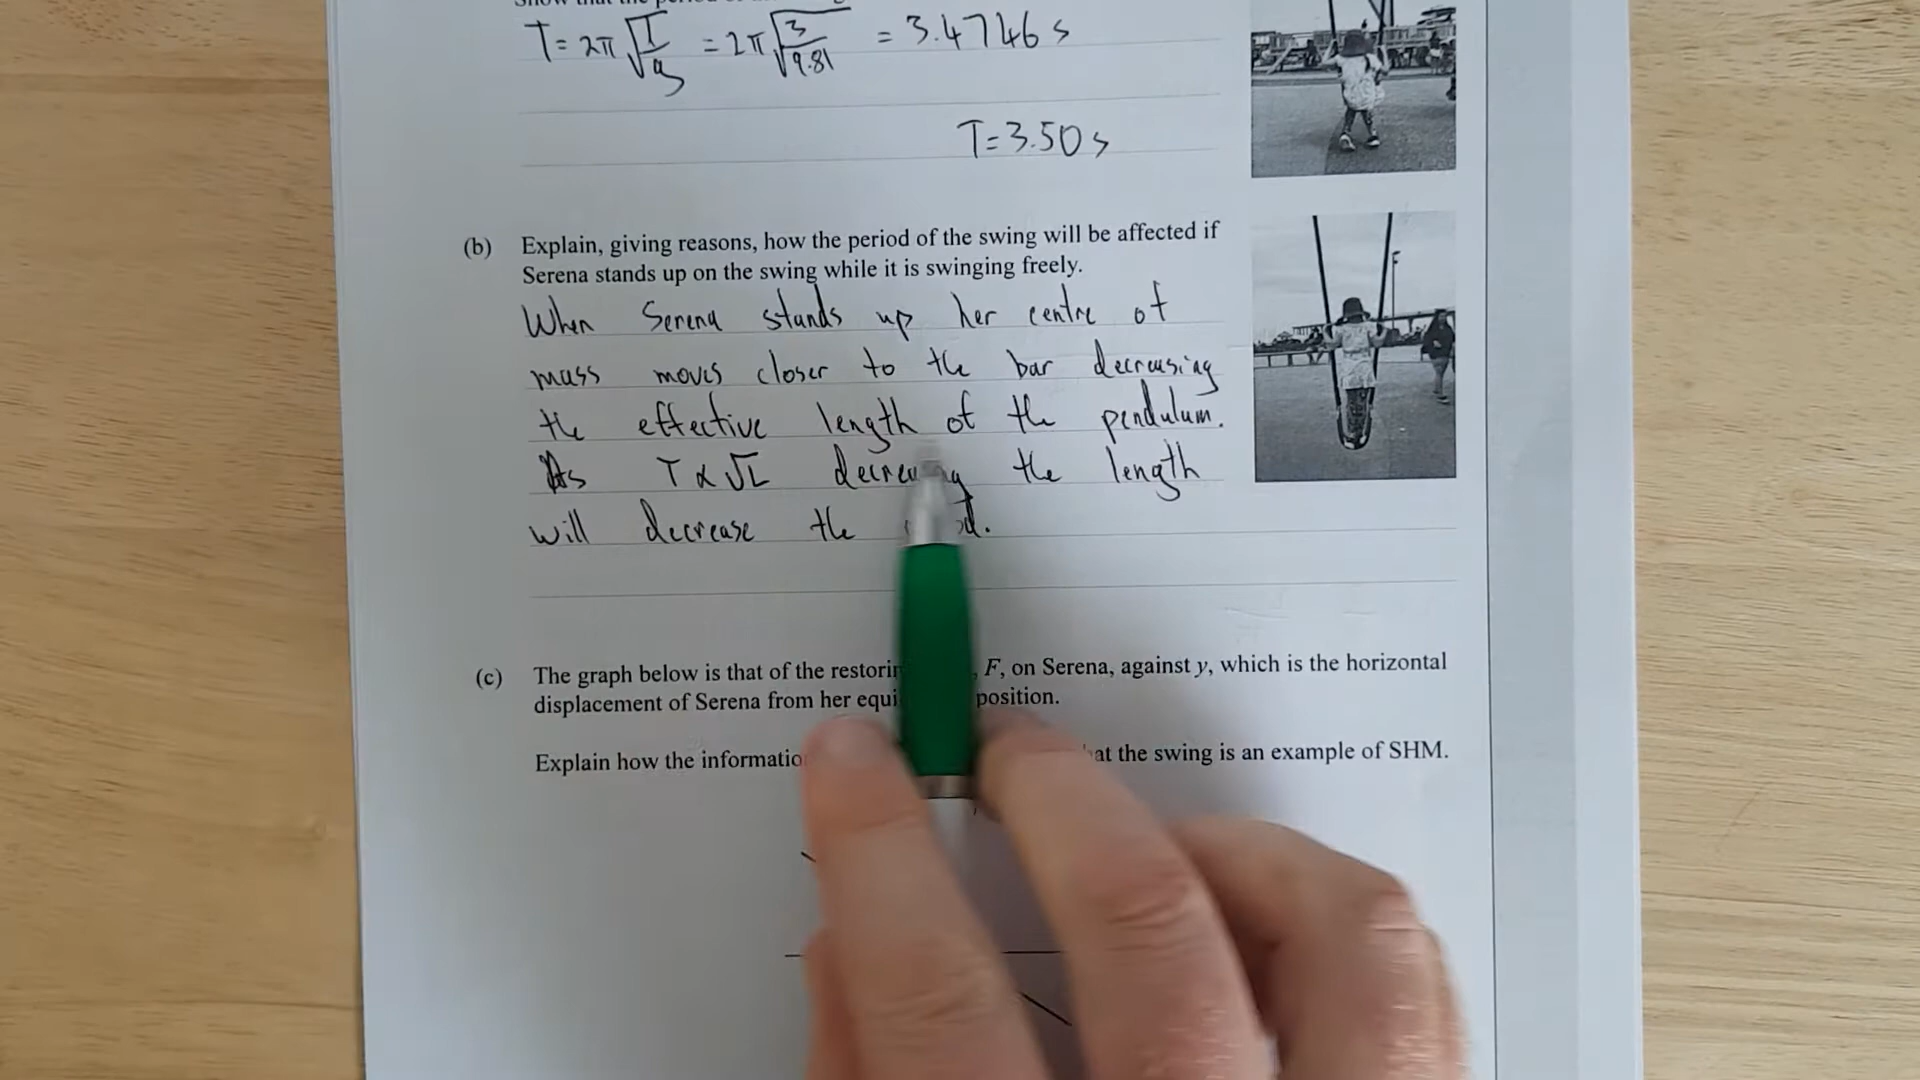 T = 2π √l/g = 2π √3/√9.81 = 3.4746 s
T = 3.50 s
(b) Explain, giving reasons, how the period of the swing will be affected if
Serena stands up on the swing while it is swinging freely.
When Serena stands up her centre of
mass moves closer to the bar decreasing
the effective length of the pendulum.
As T α √L the length
will decrease the
(c) The graph below is that of the F, on Serena, against y, which is the horizontal
displacement of Serena from her position.
Explain how the the swing is an example of SHM.